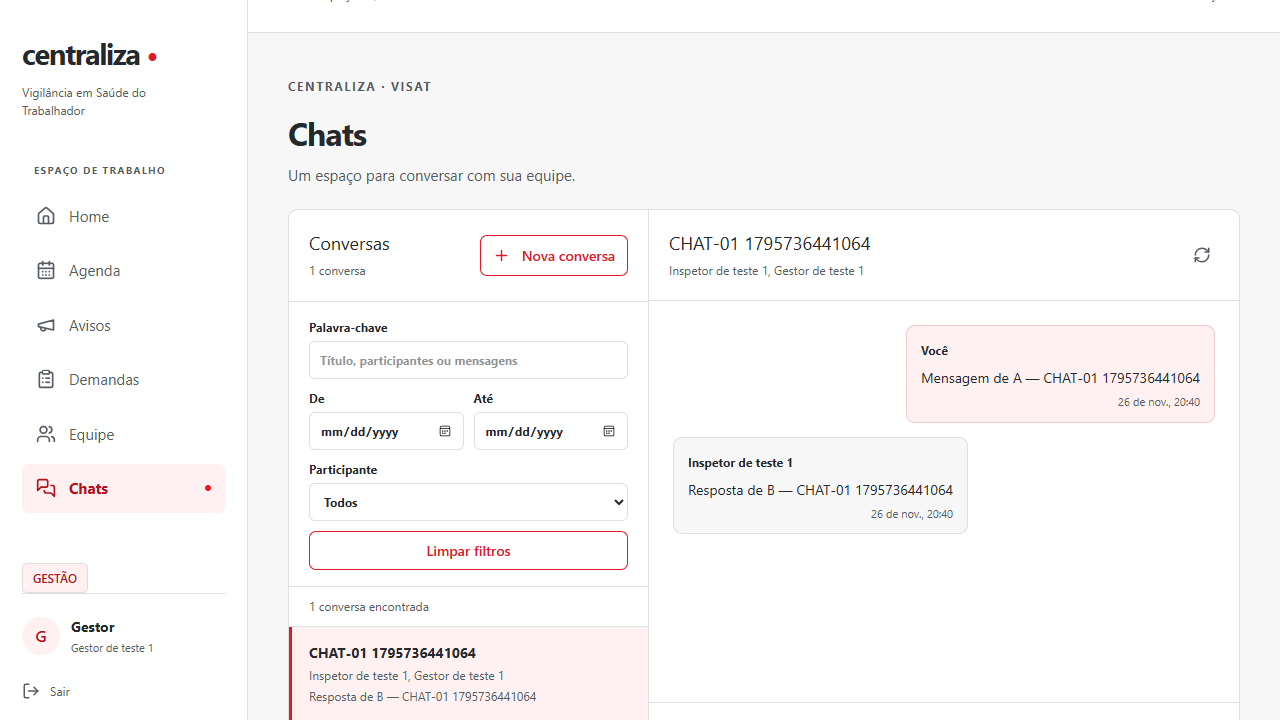 centraliza
Vigilância em Saúde do
Trabalhador
ESPAÇO DE TRABALHO
Home
Agenda
Avisos
Demandas
Equipe
Chats
GESTÃO
G
Gestor
Gestor de teste 1
Sair
CENTRALIZA · VISAT
Chats
Um espaço para conversar com sua equipe.
Conversas
1 conversa
Nova conversa
Palavra-chave
Título, participantes ou mensagens
De
Até
mm/dd/yyyy
mm/dd/yyyy
Participante
Todos
Limpar filtros
1 conversa encontrada
CHAT-01 1795736441064
Inspetor de teste 1, Gestor de teste 1
Resposta de B — CHAT-01 1795736441064
CHAT-01 1795736441064
Inspetor de teste 1, Gestor de teste 1
Você
Mensagem de A — CHAT-01 1795736441064
26 de nov., 20:40
Inspetor de teste 1
Resposta de B — CHAT-01 1795736441064
26 de nov., 20:40